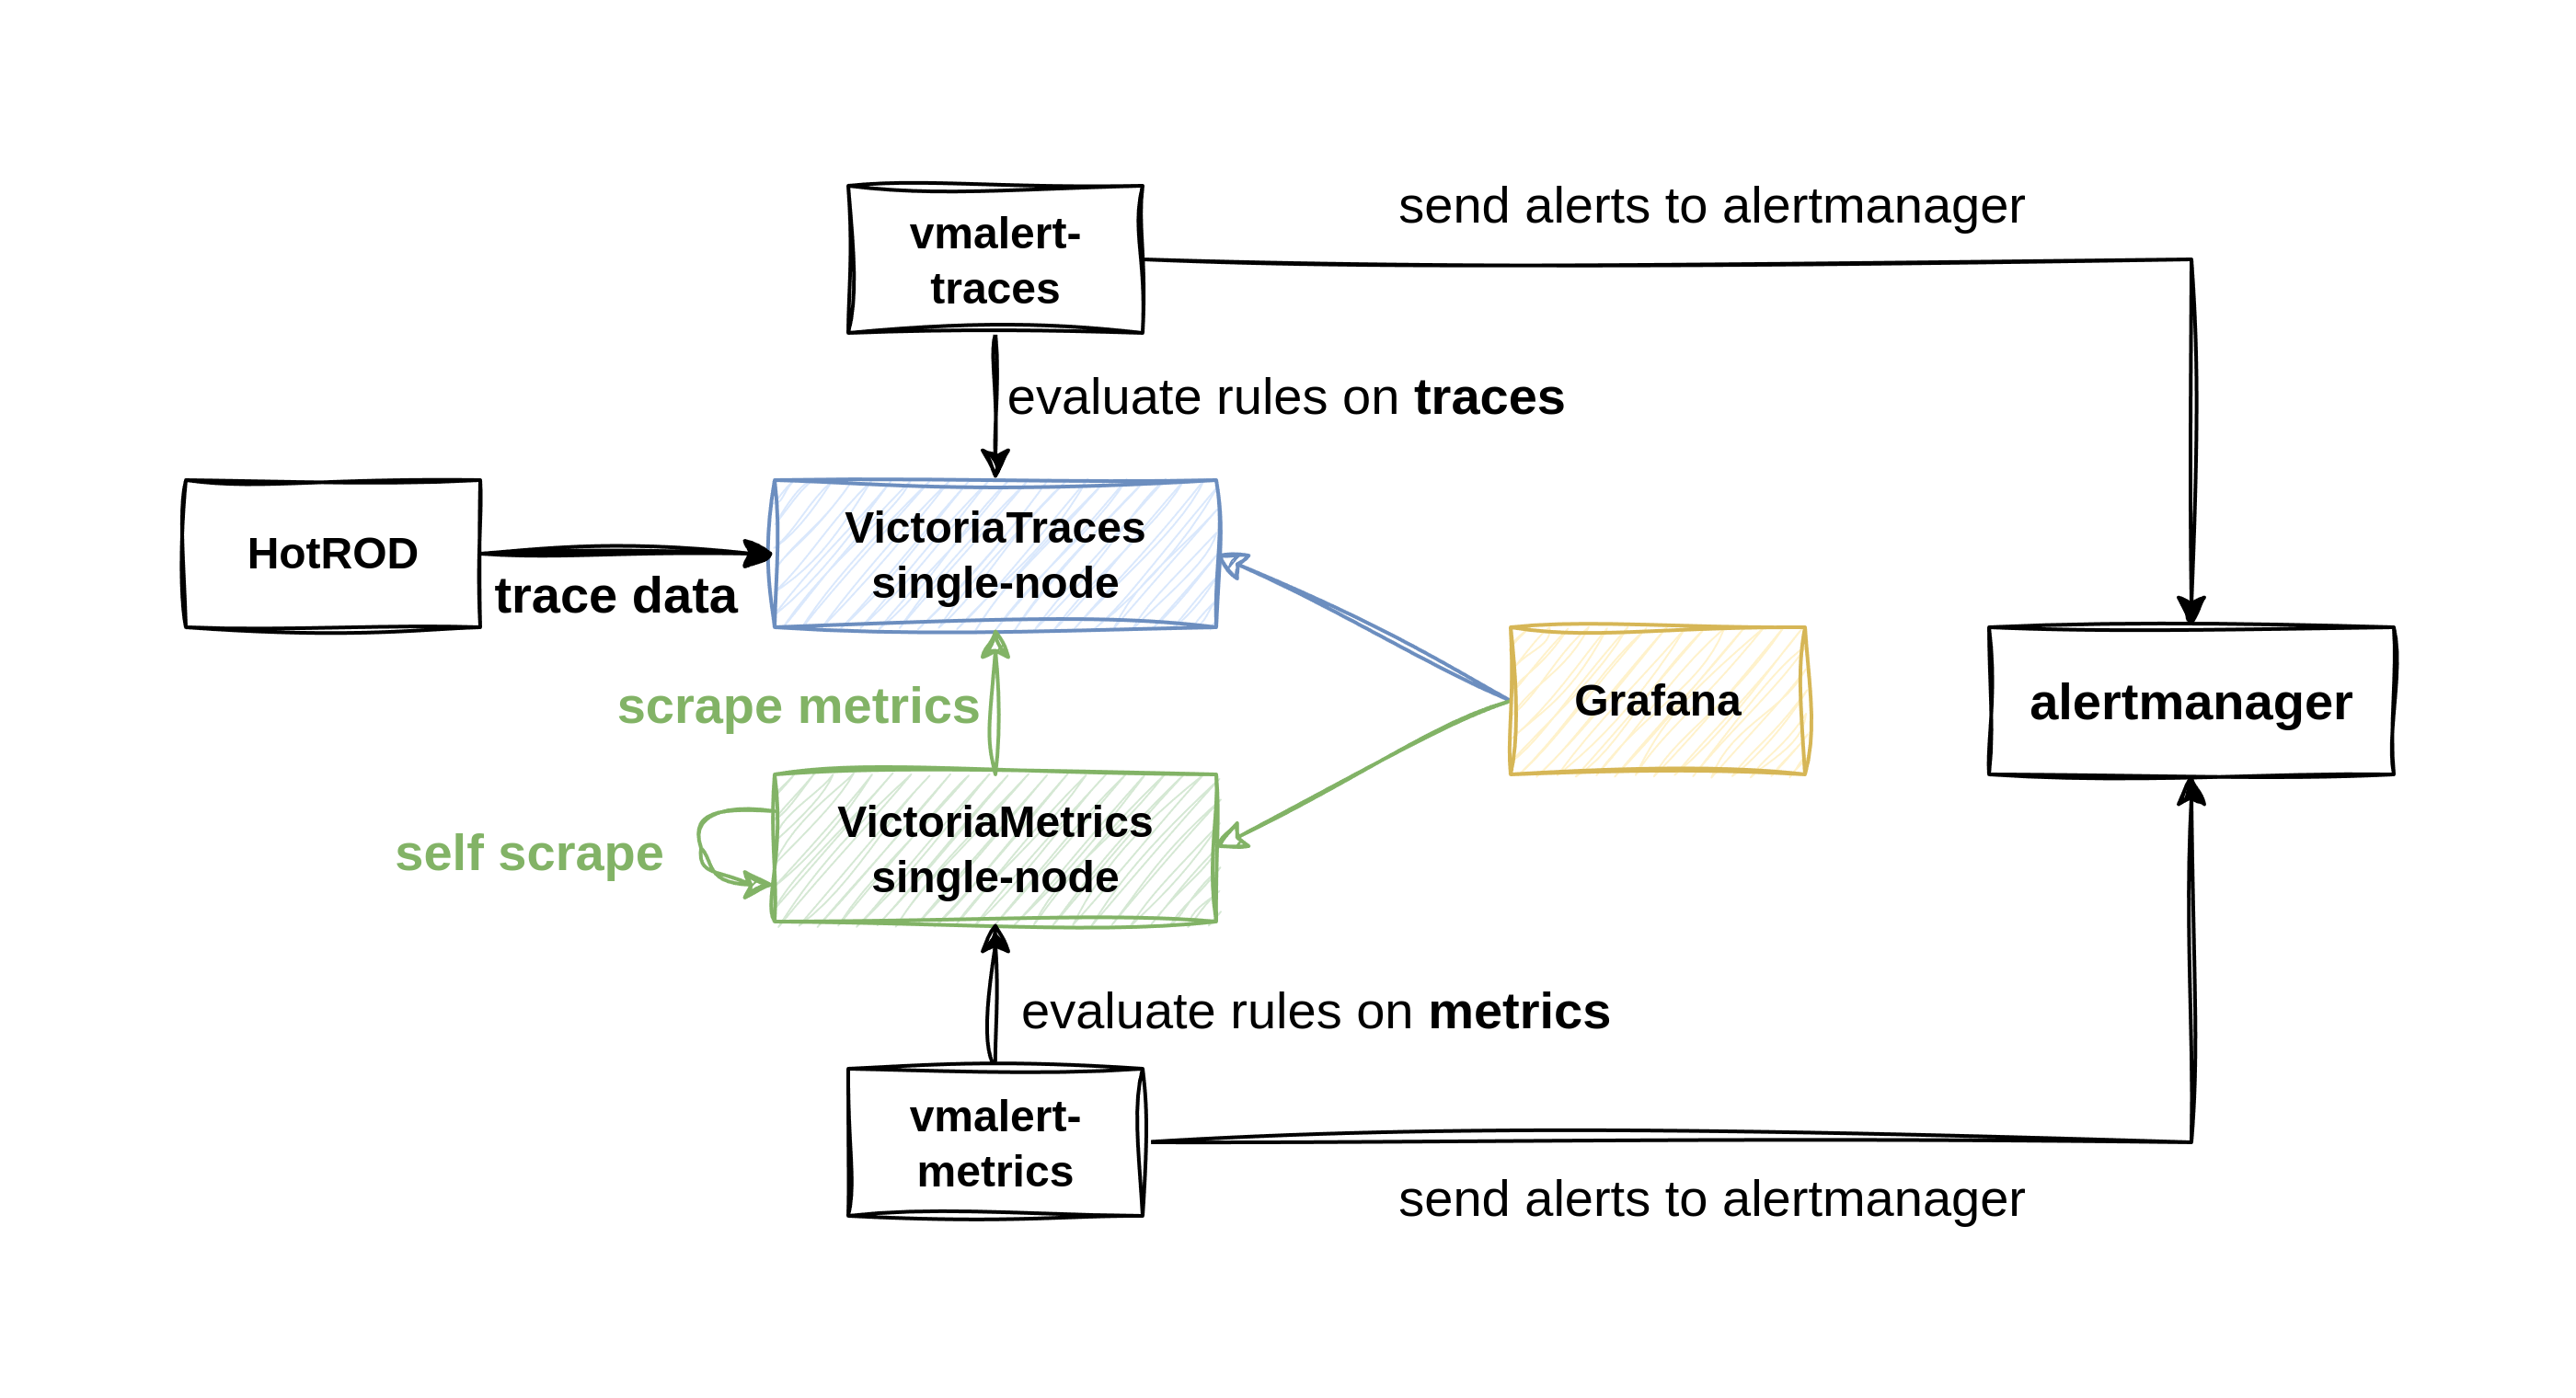 vmalert-
traces
send alerts to alertmanager
evaluate rules on traces
HotROD
trace data
VictoriaTraces
single-node
scrape metrics
Grafana
alertmanager
self scrape
VictoriaMetrics
single-node
evaluate rules on metrics
vmalert-
metrics
send alerts to alertmanager